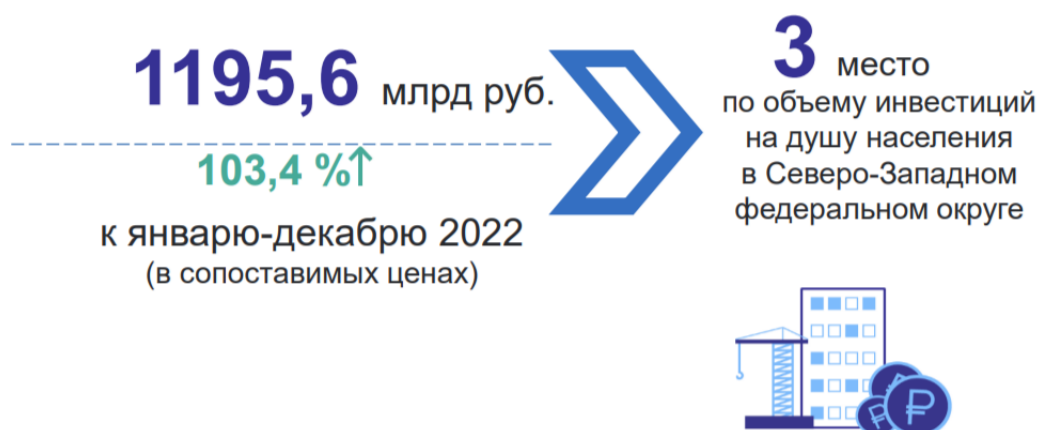 1195,6 млрд руб.
103,4 %↑
к январю-декабрю 2022
(в сопоставимых ценах)
3 место
по объему инвестиций
на душу населения
в Северо-Западном
федеральном округе
₽
₽